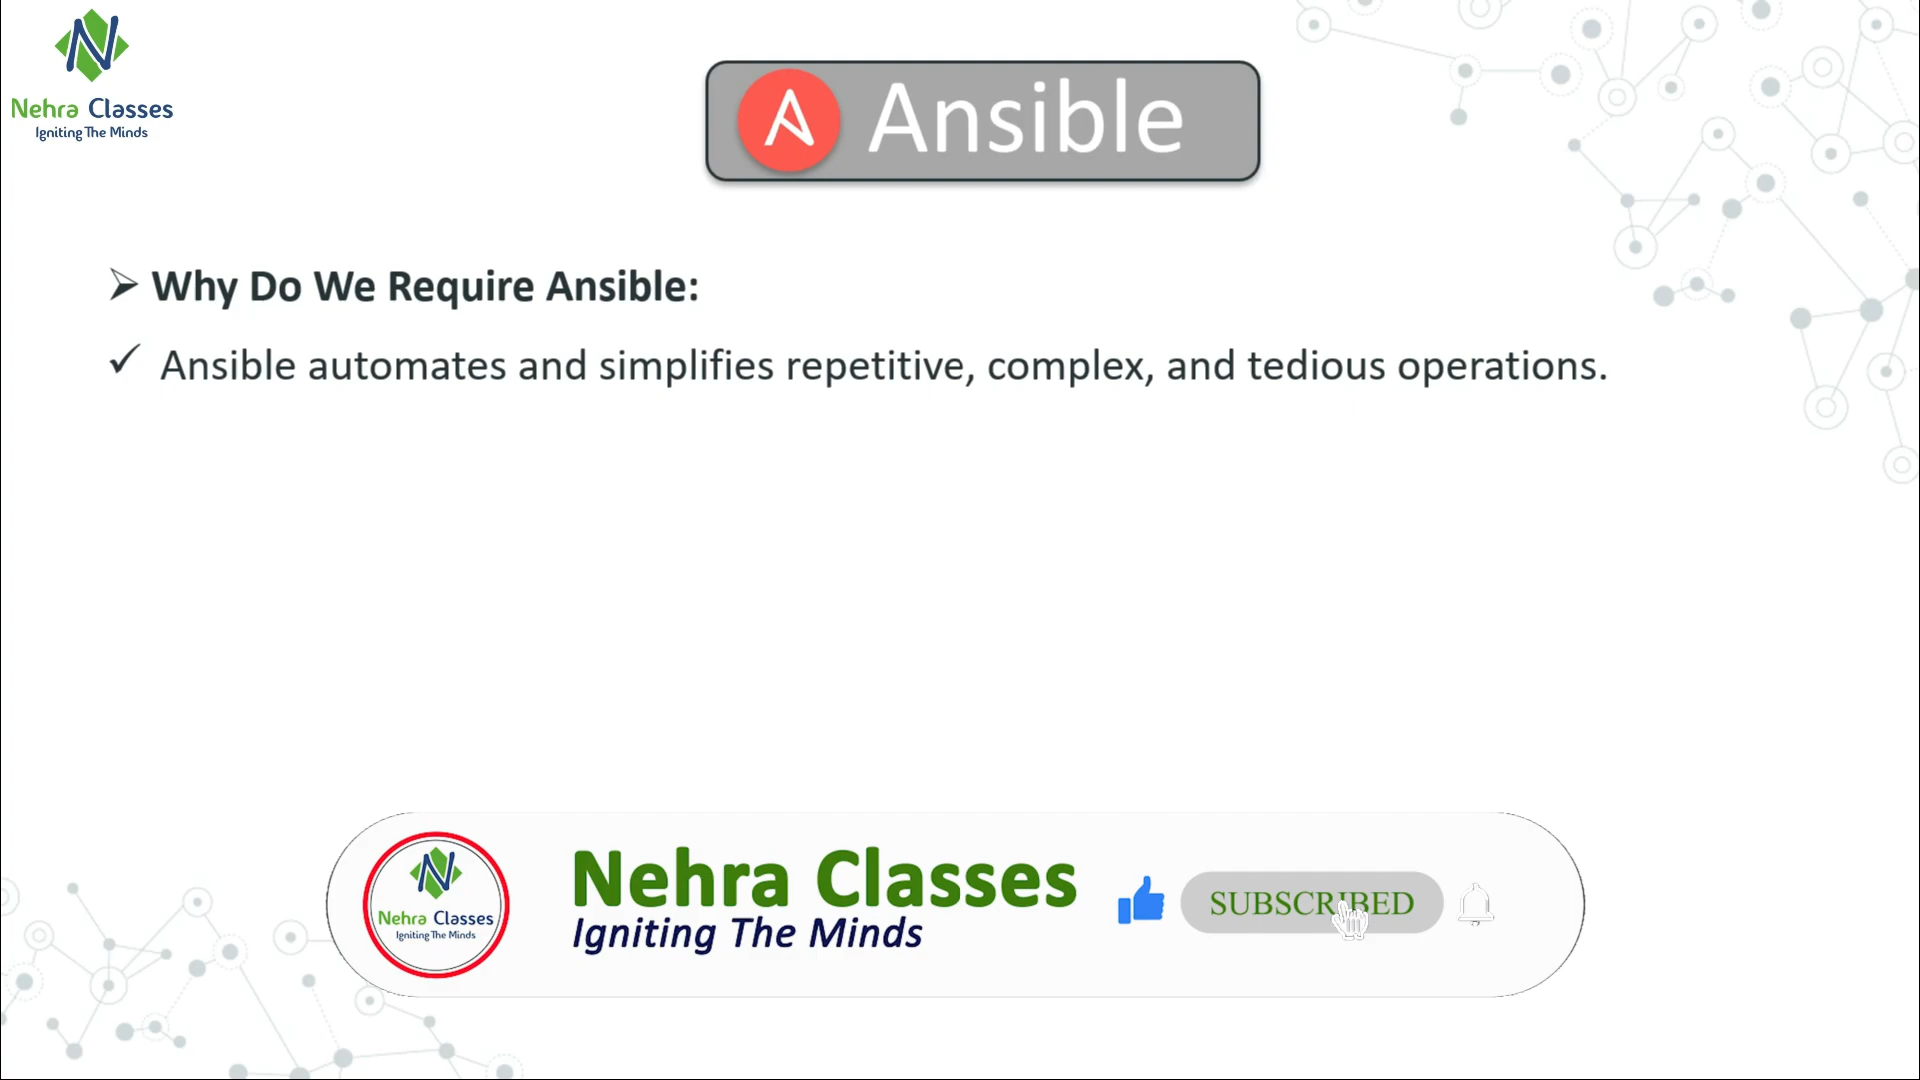 Nehra Classes
Igniting The Minds
Ansible
Why Do We Require Ansible:
Ansible automates and simplifies repetitive, complex, and tedious operations.
Nehra Classes
Igniting The Minds
Nehra Classes
Igniting The Minds
SUBSCRIBED